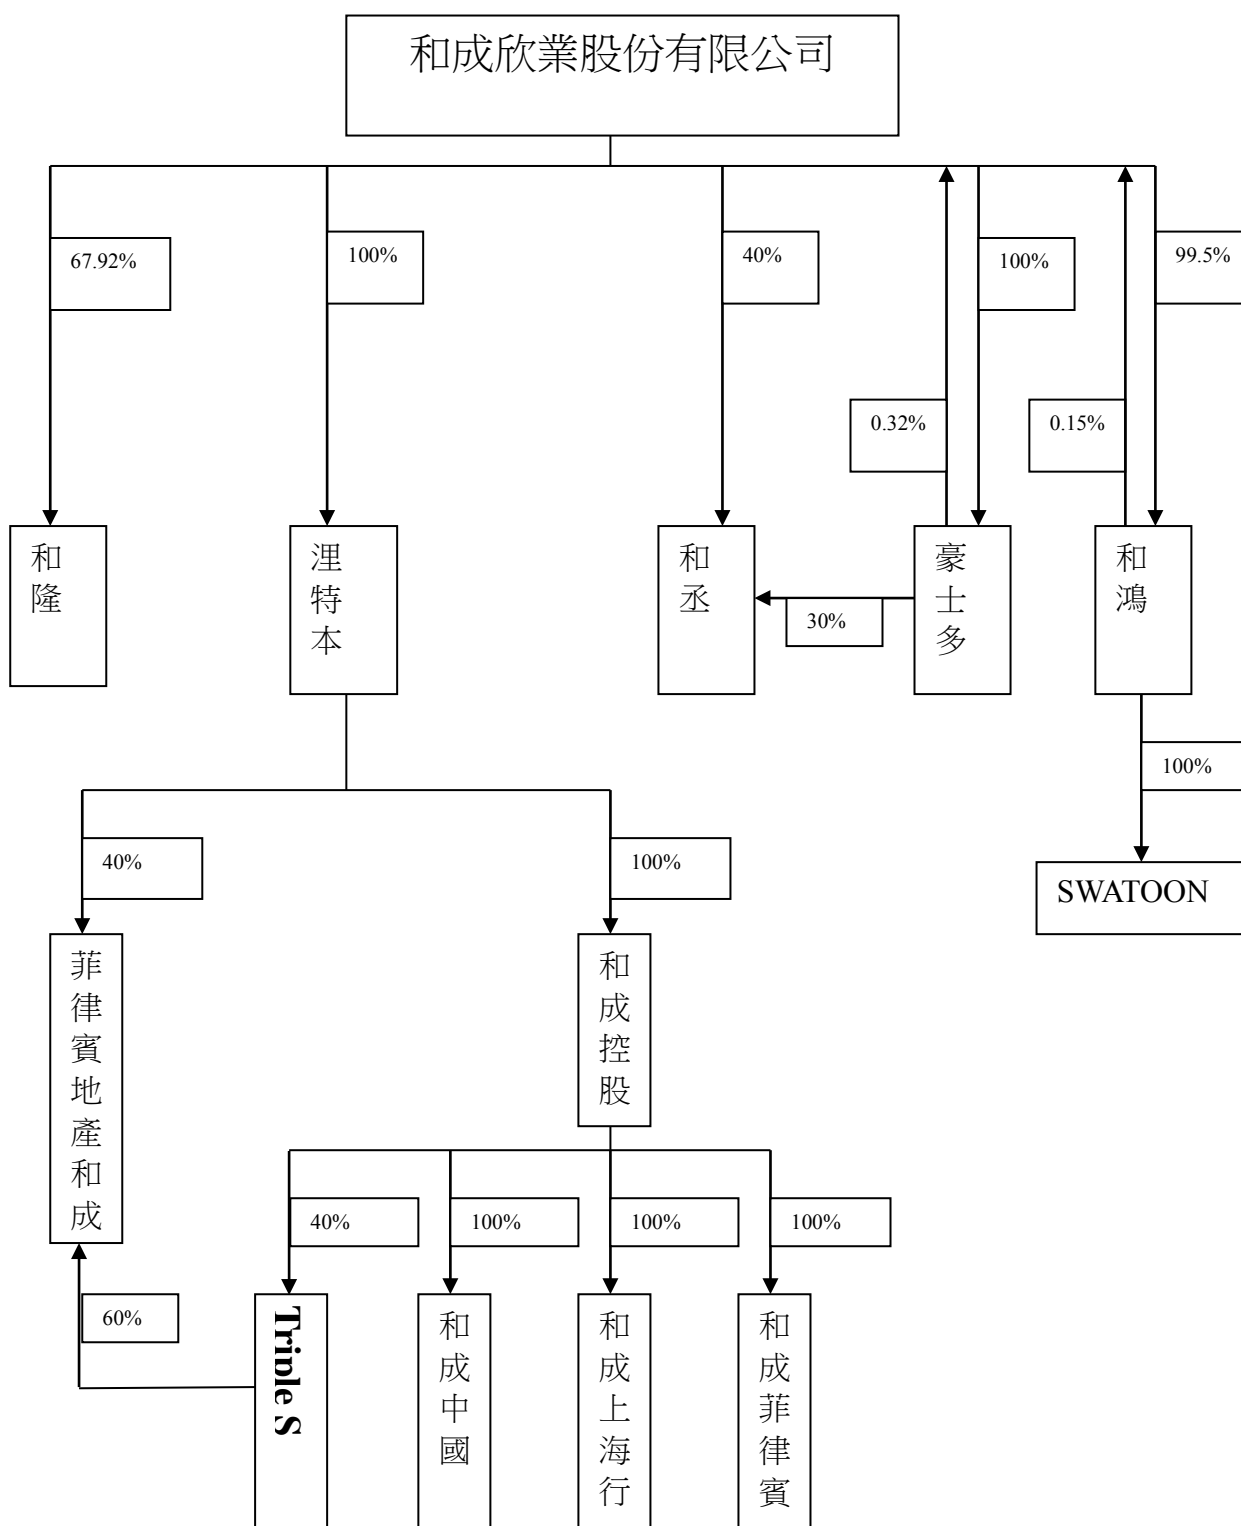 和成欣業股份有限公司
67.92%
100%
40%
100%
99.5%
0.32%
0.15%
和隆
浬特本
和丞
豪士多
和鴻
30%
100%
40%
100%
SWATOON
菲律賓地產和成
和成控股
40%
100%
100%
100%
60%
Triple S
和成中國
和成上海行
和成菲律賓